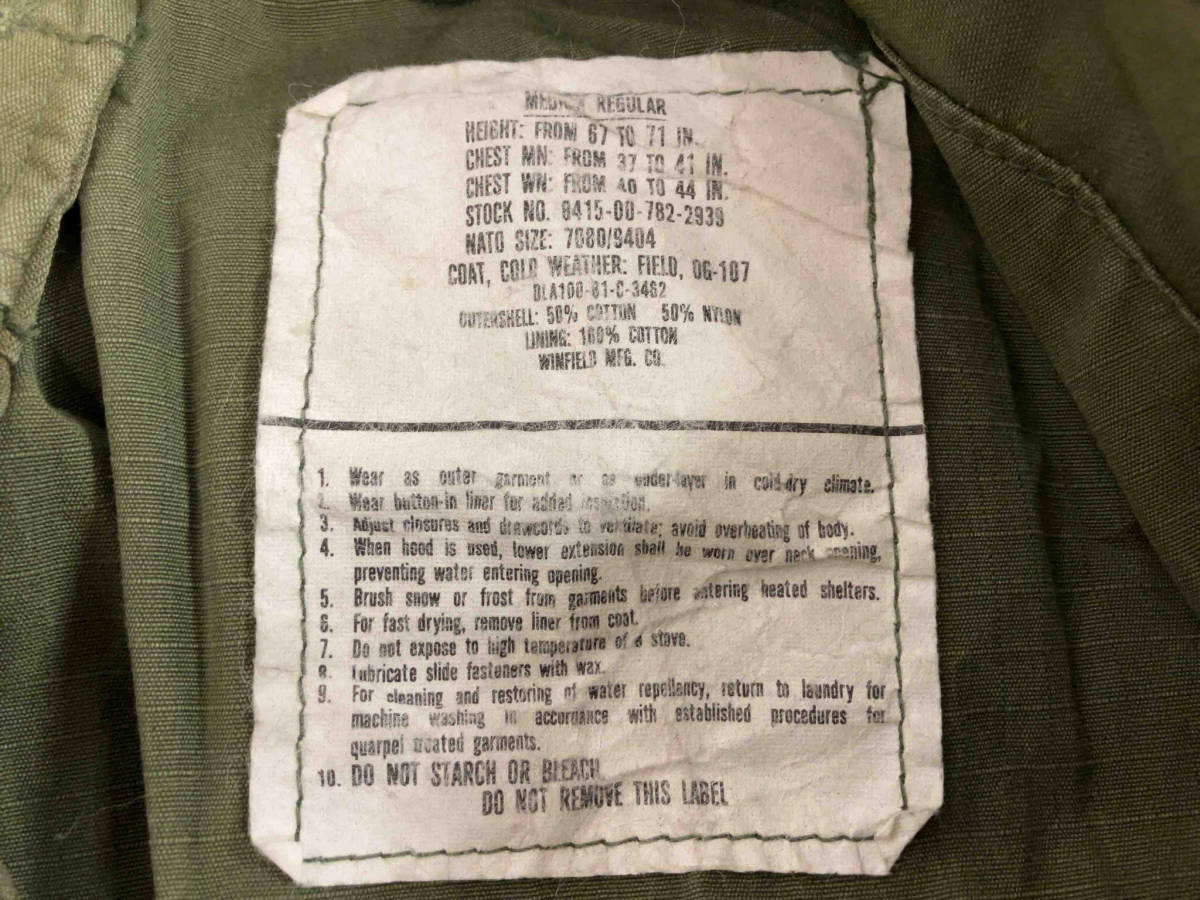 MEDIUM REGULAR
HEIGHT: FROM 67 TO 71 IN.
CHEST MN: FROM 37 TO 41 IN.
CHEST WN: FROM 40 TO 44 IN.
STOCK NO. 8415-00-782-2939
NATO SIZE: 7080/9404
COAT, COLD WEATHER: FIELD, OG-107
DLA100-81-C-3462
OUTERSHELL: 50% COTTON 50% NYLON
LINING: 100% COTTON
WINFIELD MFG. CO.
1. Wear as outer garment or as under-layer in cold-dry climate.
2. Wear button-in liner for added insulation.
3. Adjust closures and drawcords to ventilate; avoid overheating of body.
4. When hood is used, lower extension shall be worn over neck opening,
preventing water entering opening.
5. Brush snow or frost from garments before entering heated shelters.
6. For fast drying, remove liner from coat.
7. Do not expose to high temperature of a stove.
8. Lubricate slide fasteners with wax.
9. For cleaning and restoring of water repellency, return to laundry for
machine washing in accordance with established procedures for
quarpel treated garments.
10. DO NOT STARCH OR BLEACH
DO NOT REMOVE THIS LABEL